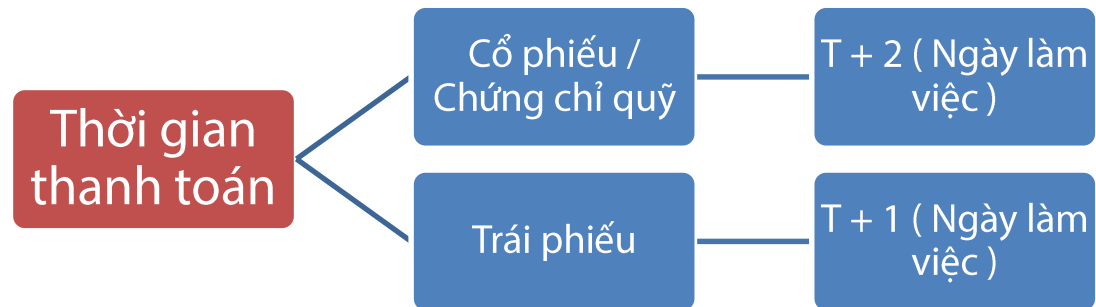 Thời gian
thanh toán
Cổ phiếu /
Chứng chỉ quỹ
T + 2 ( Ngày làm
việc )
Trái phiếu
T + 1 ( Ngày làm
việc )